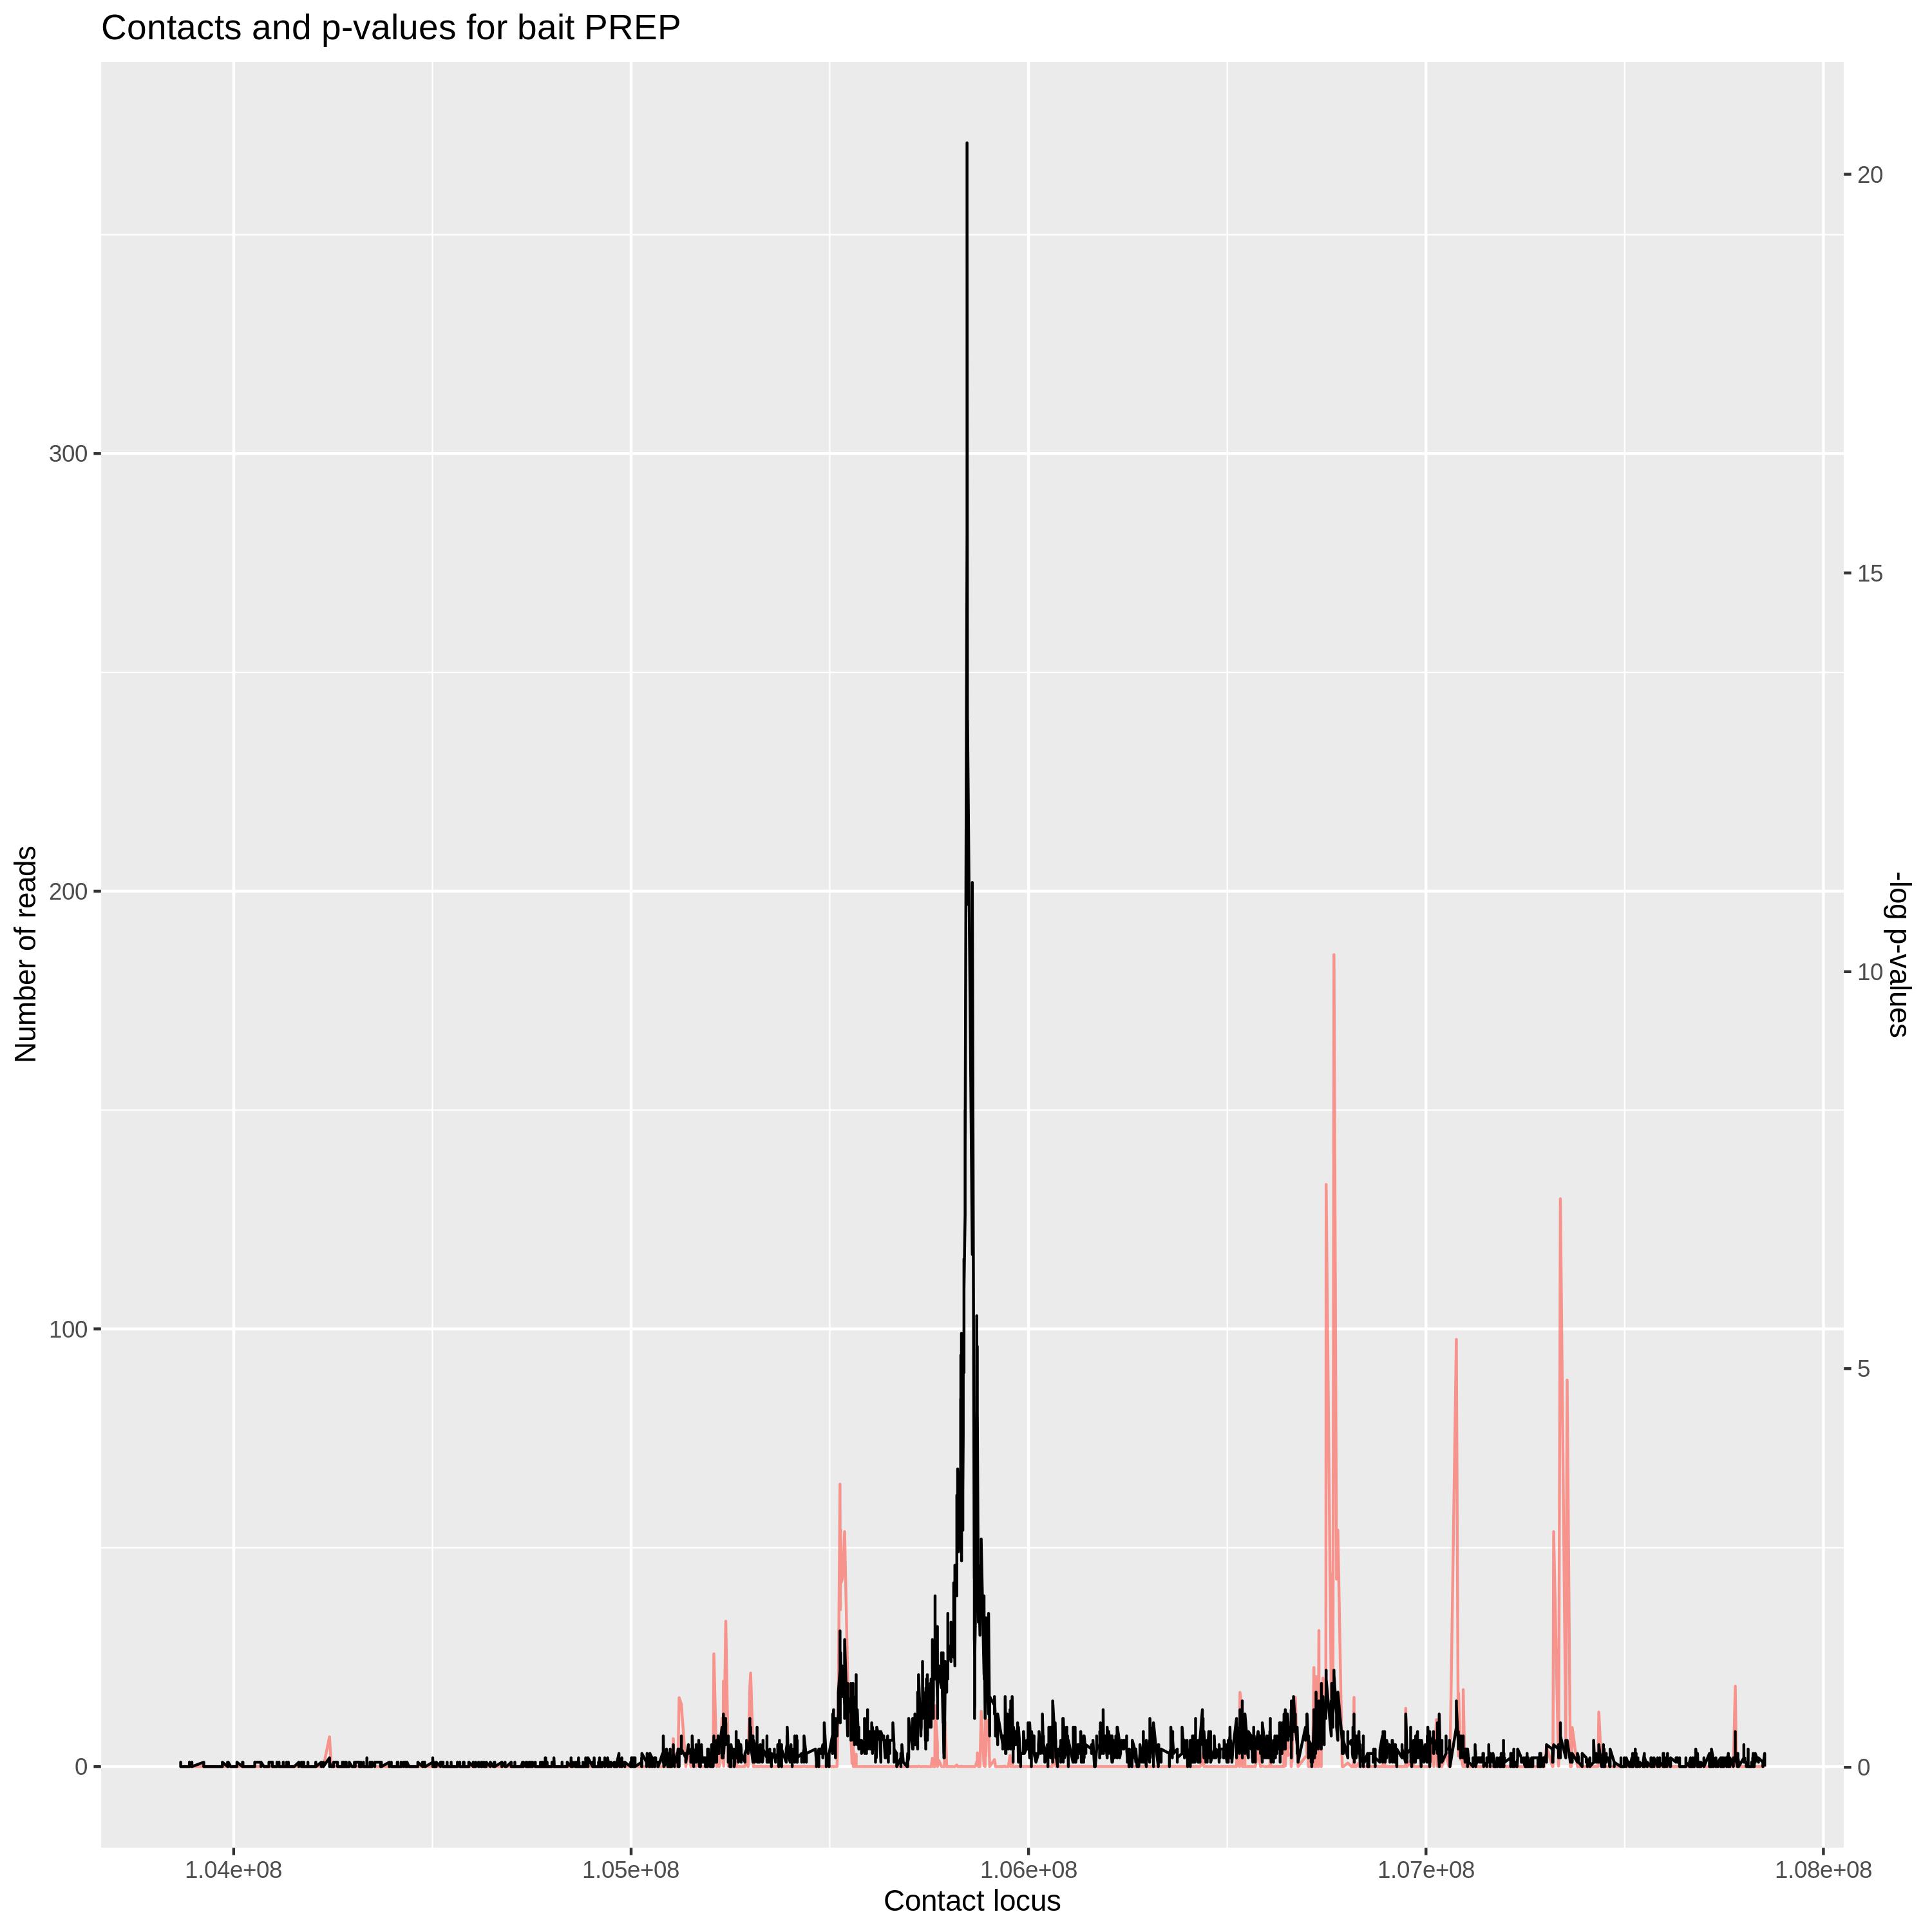 Contacts and p-values for bait PREP
Number of reads
300
200
100
0
20
15
10
5
0
-log p-values
1.04e+08
1.05e+08
1.06e+08
1.07e+08
1.08e+08
Contact locus